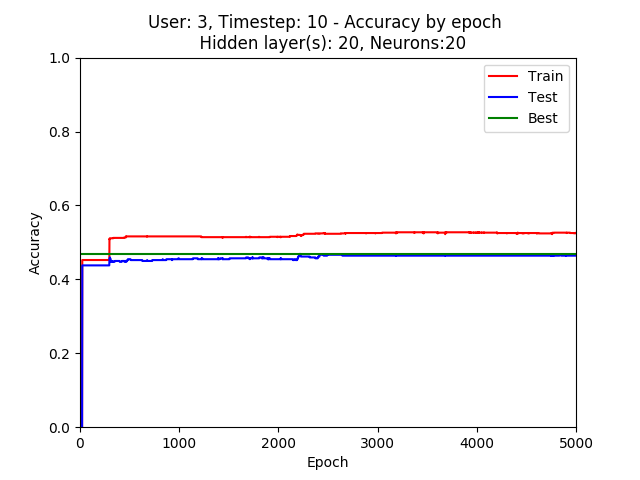 User: 3, Timestep: 10 - Accuracy by epoch
Hidden layer(s): 20, Neurons:20
Train
Test
Best
1.0
0.8
0.6
0.4
0.2
0.0
Accuracy
0 1000 2000 3000 4000 5000
Epoch